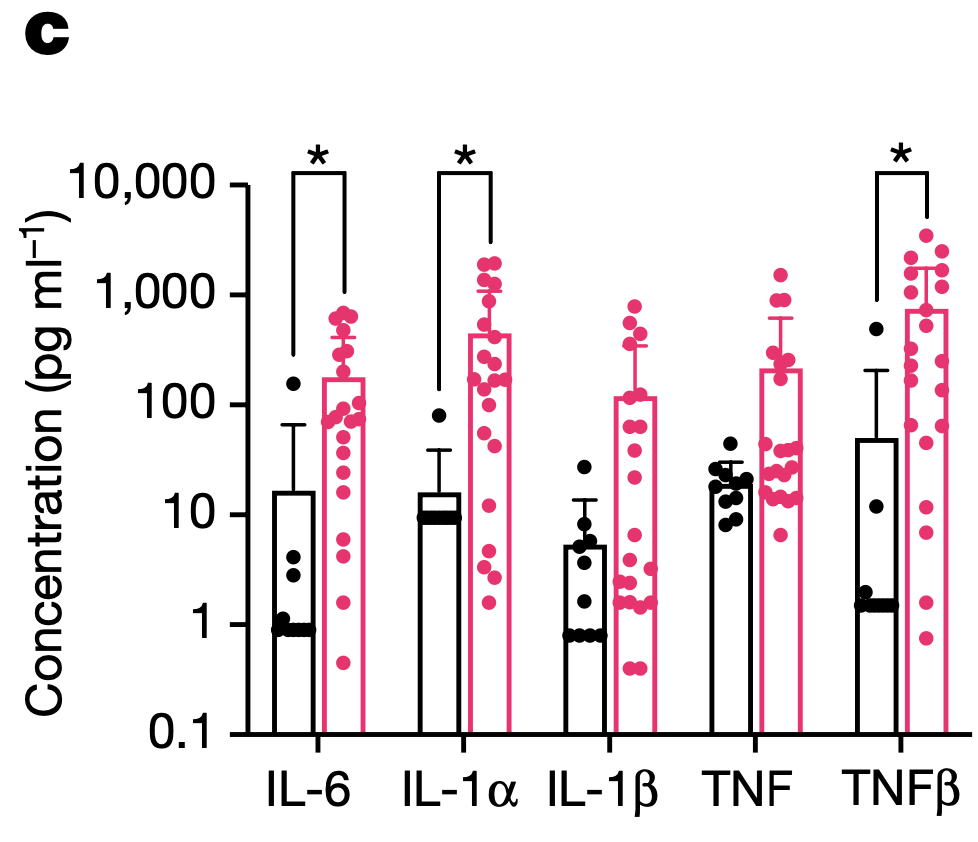 c
* * *
10,000
1,000
100
10
1
0.1
Concentration (pg ml⁻¹)
IL-6 IL-1α IL-1β TNF TNFβ